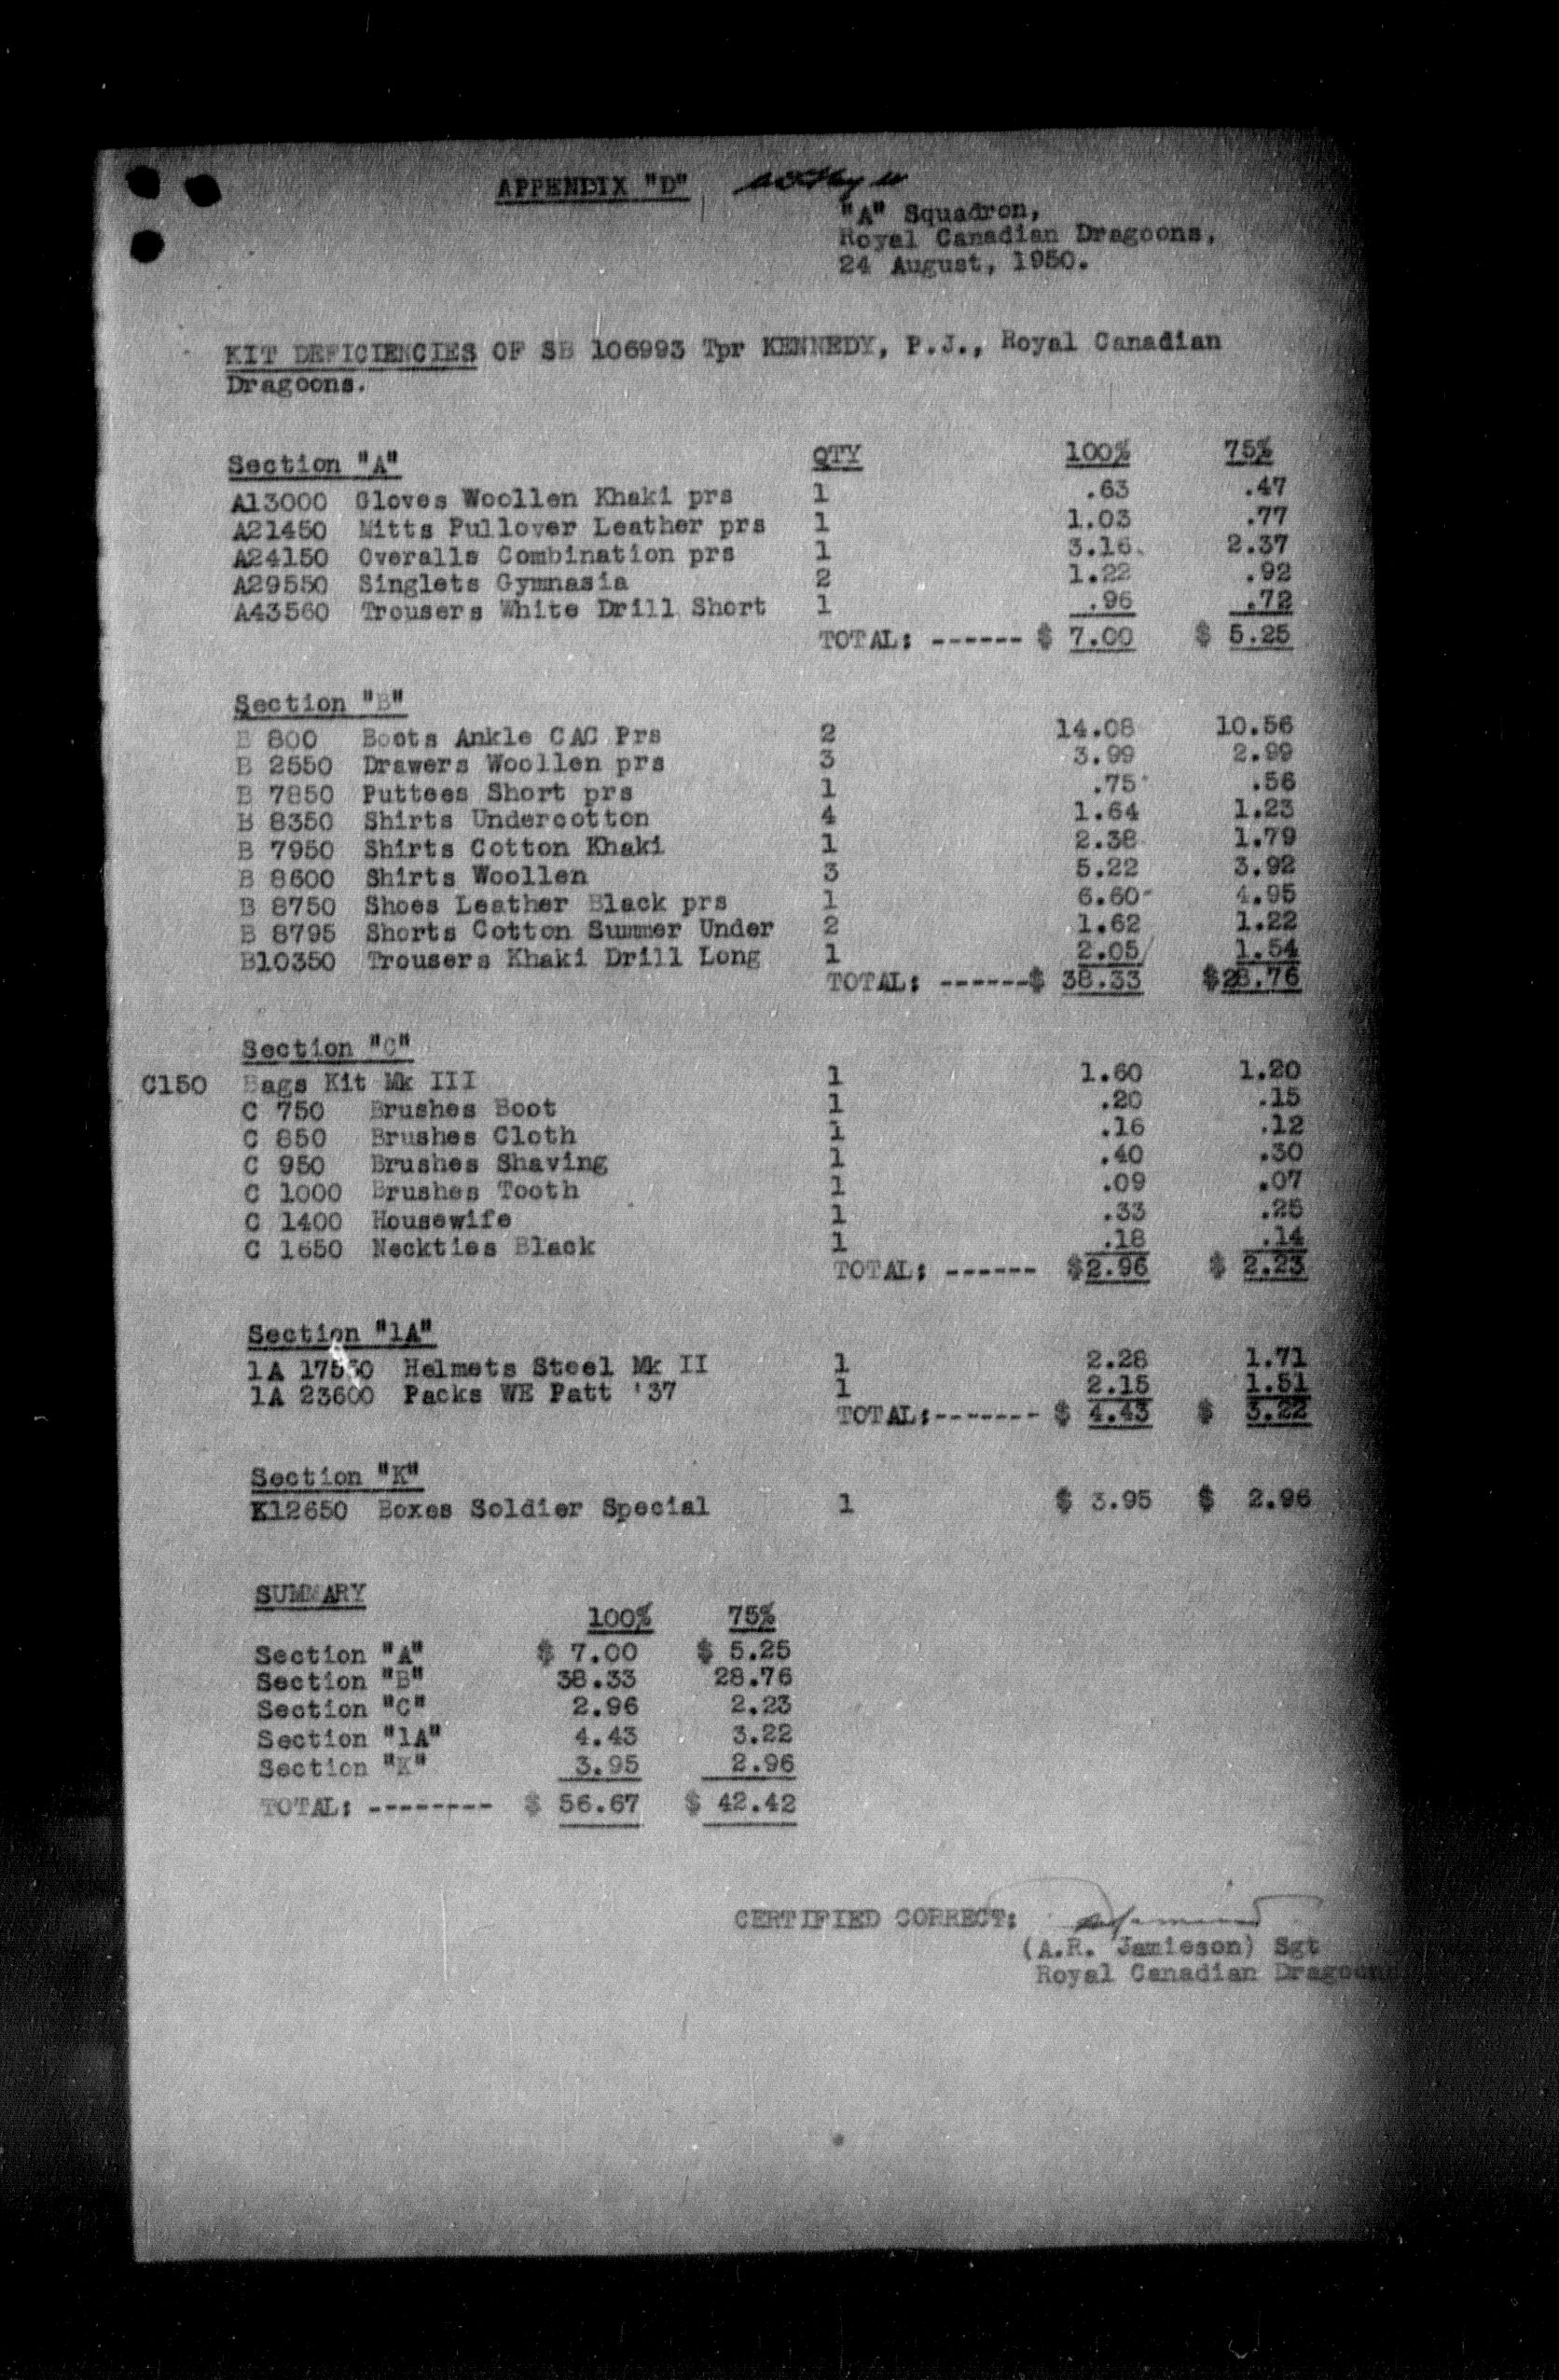 APPENDIX "D"
"A" Squadron,
Royal Canadian Dragoons,
24 August, 1950.
KIT DEFICIENCIES OF SB 106993 Tpr KENNEDY, P.J., Royal Canadian
Dragoons.
Section "A" QTY 100% 75%
A13000 Gloves Woollen Khaki prs 1 .63 .47
A21450 Mitts Pullover Leather prs 1 1.03 .77
A24150 Overalls Combination prs 1 3.16 2.37
A29550 Singlets Gymnasia 2 1.22 .92
A43560 Trousers White Drill Short 1 .96 .72
TOTAL: ------ $ 7.00 $ 5.25
Section "B"
B 800 Boots Ankle CAC Prs 2 14.08 10.56
B 2550 Drawers Woollen prs 3 3.99 2.99
B 7850 Puttees Short prs 1 .75 .56
B 8350 Shirts Undercotton 4 1.64 1.23
B 7950 Shirts Cotton Khaki 1 2.38 1.79
B 8600 Shirts Woollen 3 5.22 3.92
B 8750 Shoes Leather Black prs 1 6.60 4.95
B 8795 Shorts Cotton Summer Under 2 1.62 1.22
B10350 Trousers Khaki Drill Long 1 2.05 1.54
TOTAL: ------$ 38.33 $28.76
Section "C"
C150 Bags Kit Mk III 1 1.60 1.20
C 750 Brushes Boot 1 .20 .15
C 850 Brushes Cloth 1 .16 .12
C 950 Brushes Shaving 1 .40 .30
C 1000 Brushes Tooth 1 .09 .07
C 1400 Housewife 1 .33 .25
C 1650 Neckties Black 1 .18 .14
TOTAL: ------ $2.96 $ 2.23
Section "1A"
1A 17550 Helmets Steel Mk II 1 2.28 1.71
1A 23600 Packs WE Patt '37 1 2.15 1.51
TOTAL:------- $ 4.43 $ 3.22
Section "K"
K12650 Boxes Soldier Special 1 $ 3.95 $ 2.96
SUMMARY
100% 75%
Section "A" $ 7.00 $ 5.25
Section "B" 38.33 28.76
Section "C" 2.96 2.23
Section "1A" 4.43 3.22
Section "K" 3.95 2.96
TOTAL: -------- $ 56.67 $ 42.42
CERTIFIED CORRECT:
(A.R. Jamieson) Sgt
Royal Canadian Dragoons